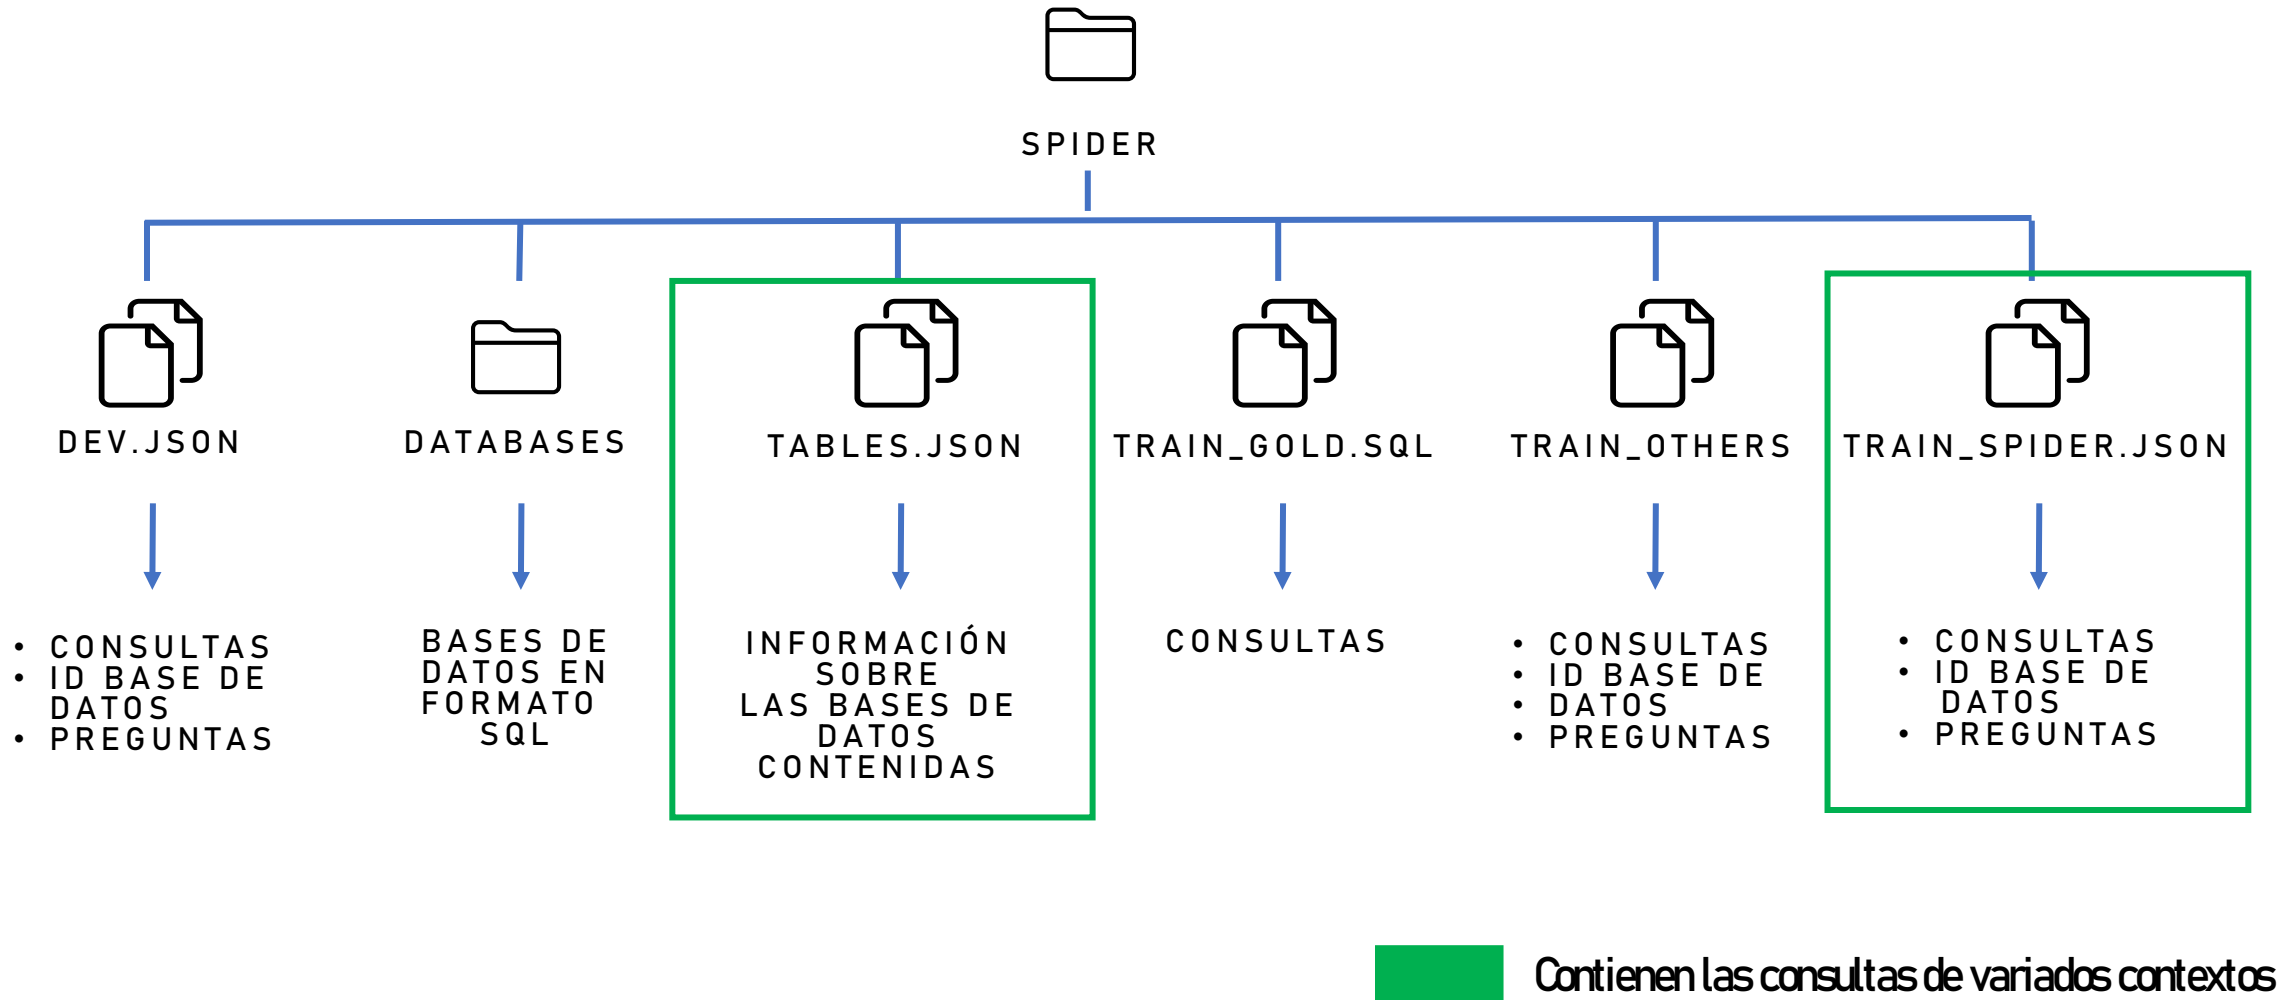 SPIDER
DEV.JSON
DATABASES
TABLES.JSON
TRAIN_GOLD.SQL
TRAIN_OTHERS
TRAIN_SPIDER.JSON
• CONSULTAS
• ID BASE DE
DATOS
• PREGUNTAS
BASES DE
DATOS EN
FORMATO
SQL
INFORMACIÓN
SOBRE
LAS BASES DE
DATOS
CONTENIDAS
CONSULTAS
• CONSULTAS
• ID BASE DE
• DATOS
• PREGUNTAS
• CONSULTAS
• ID BASE DE
DATOS
• PREGUNTAS
Contienen las consultas de variados contextos